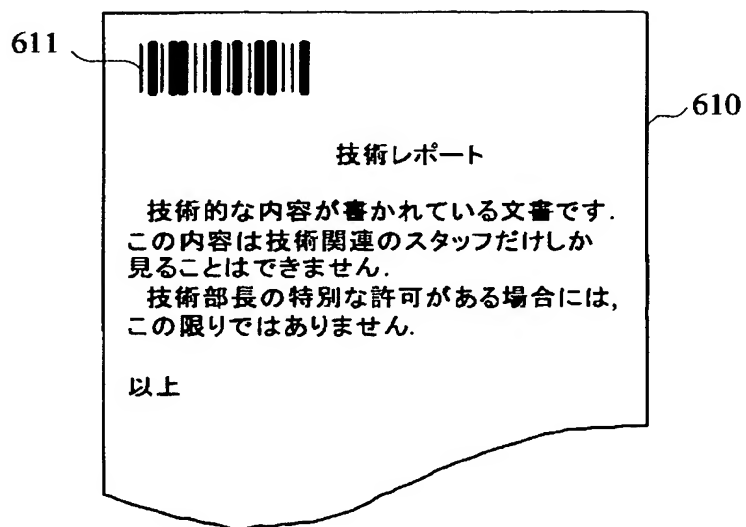 611
610
技術レポート
技術的な内容が書かれている文書です.
この内容は技術関連のスタッフだけしか
見ることはできません.
技術部長の特別な許可がある場合には,
この限りではありません.
以上